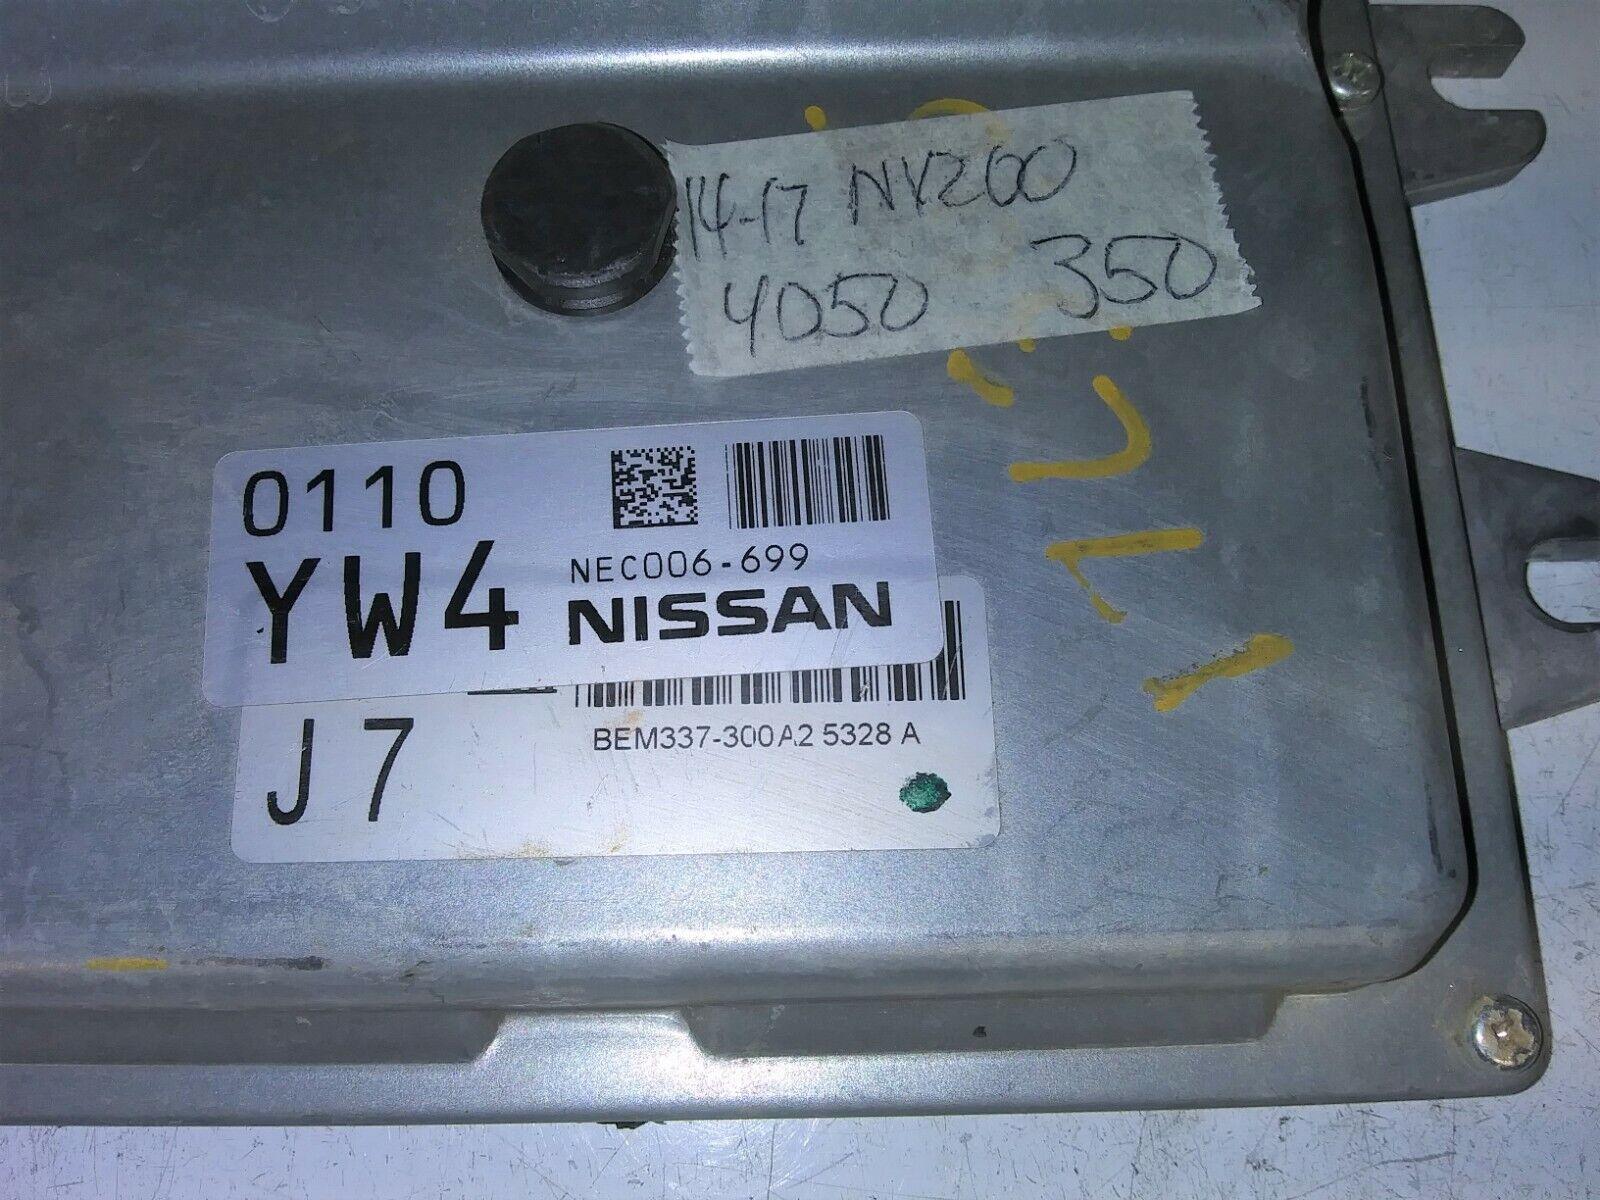 14-17 NV200
4050 350
0110
YW4
NEC006-699
NISSAN
J7
BEM337-300A2 5328 A